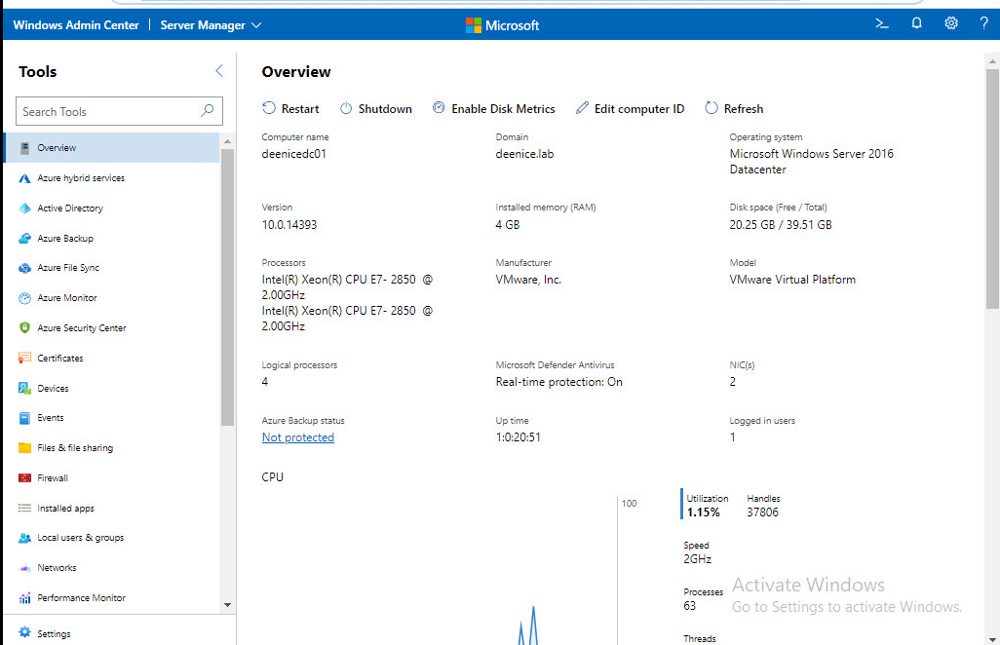 Windows Admin Center | Server Manager
Microsoft
Tools
Search Tools
Overview
Azure hybrid services
Active Directory
Azure Backup
Azure File Sync
Azure Monitor
Azure Security Center
Certificates
Devices
Events
Files & file sharing
Firewall
Installed apps
Local users & groups
Networks
Performance Monitor
Settings
Overview
Restart Shutdown Enable Disk Metrics Edit computer ID Refresh
Computer name
deenicedc01
Domain
deenice.lab
Operating system
Microsoft Windows Server 2016
Datacenter
Version
10.0.14393
Installed memory (RAM)
4 GB
Disk space (Free / Total)
20.25 GB / 39.51 GB
Processors
Intel(R) Xeon(R) CPU E7- 2850 @
2.00GHz
Intel(R) Xeon(R) CPU E7- 2850 @
2.00GHz
Manufacturer
VMware, Inc.
Model
VMware Virtual Platform
Logical processors
4
Microsoft Defender Antivirus
Real-time protection: On
NIC(s)
2
Azure Backup status
Not protected
Up time
1:0:20:51
Logged in users
1
CPU
100
Utilization
1.15%
Handles
37806
Speed
2GHz
Processes
63
Threads
Activate Windows
Go to Settings to activate Windows.